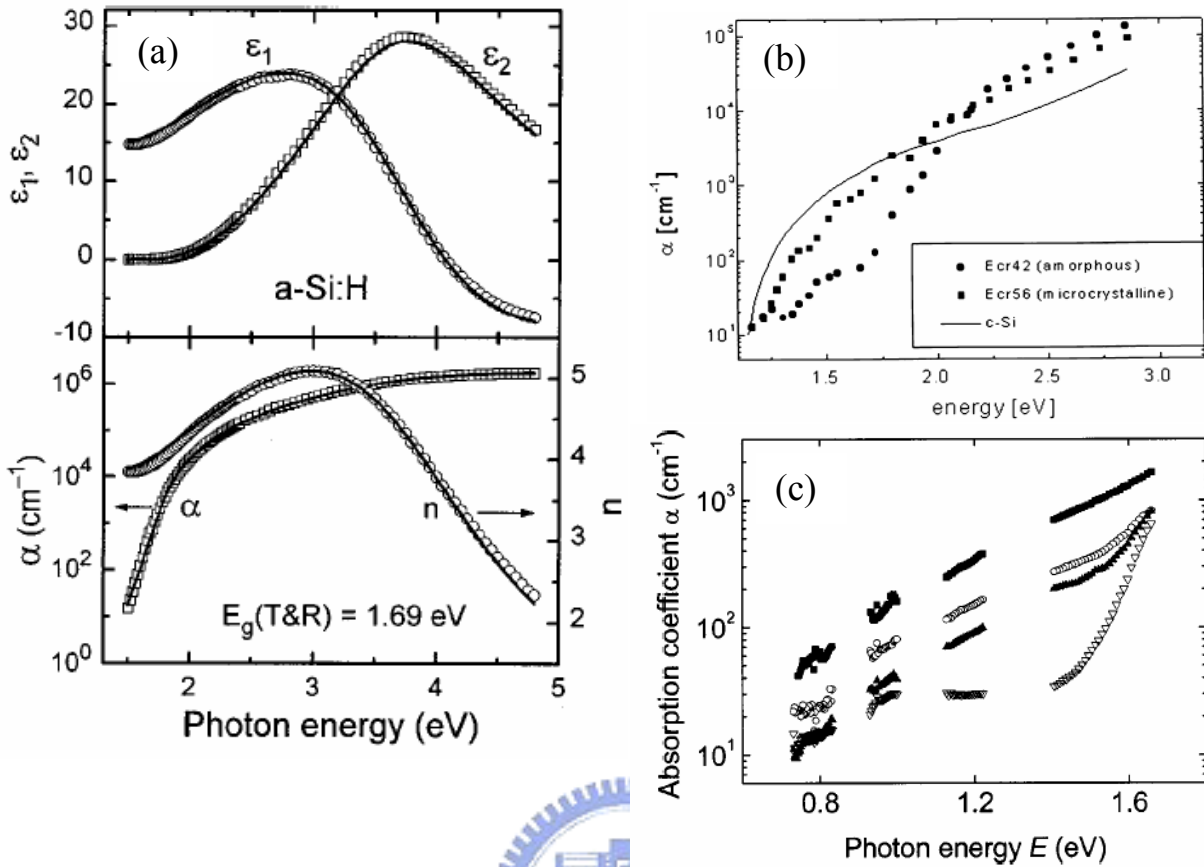 (a)
30
20
10
0
-10
ε1, ε2
ε1
ε2
a-Si:H
10^6
10^4
10^2
10^0
α (cm^-1)
5
4
3
2
n
α
n
E_g(T&R) = 1.69 eV
2
3
4
5
Photon energy (eV)
(b)
10^5
10^4
10^3
10^2
10^1
α [cm^-1]
Ecr42 (amorphous)
Ecr56 (microcrystalline)
c-Si
1.5
2.0
2.5
3.0
energy [eV]
(c)
10^3
10^2
10^1
Absorption coefficient α (cm^-1)
0.8
1.2
1.6
Photon energy E (eV)